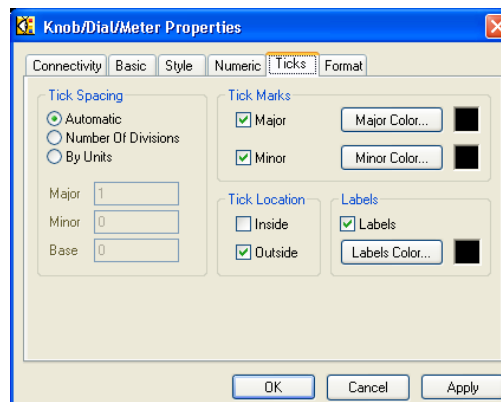 Knob/Dial/Meter Properties
Connectivity Basic Style Numeric Ticks Format
Tick Spacing
Automatic
Number Of Divisions
By Units
Major 1
Minor 0
Base 0
Tick Marks
Major Major Color...
Minor Minor Color...
Tick Location
Inside
Outside
Labels
Labels
Labels Color...
OK Cancel Apply